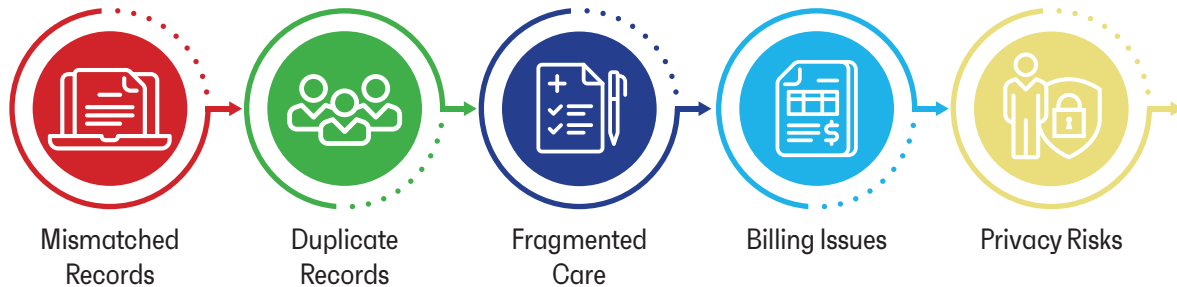 Mismatched
Records
Duplicate
Records
Fragmented
Care
$
Billing Issues
Privacy Risks